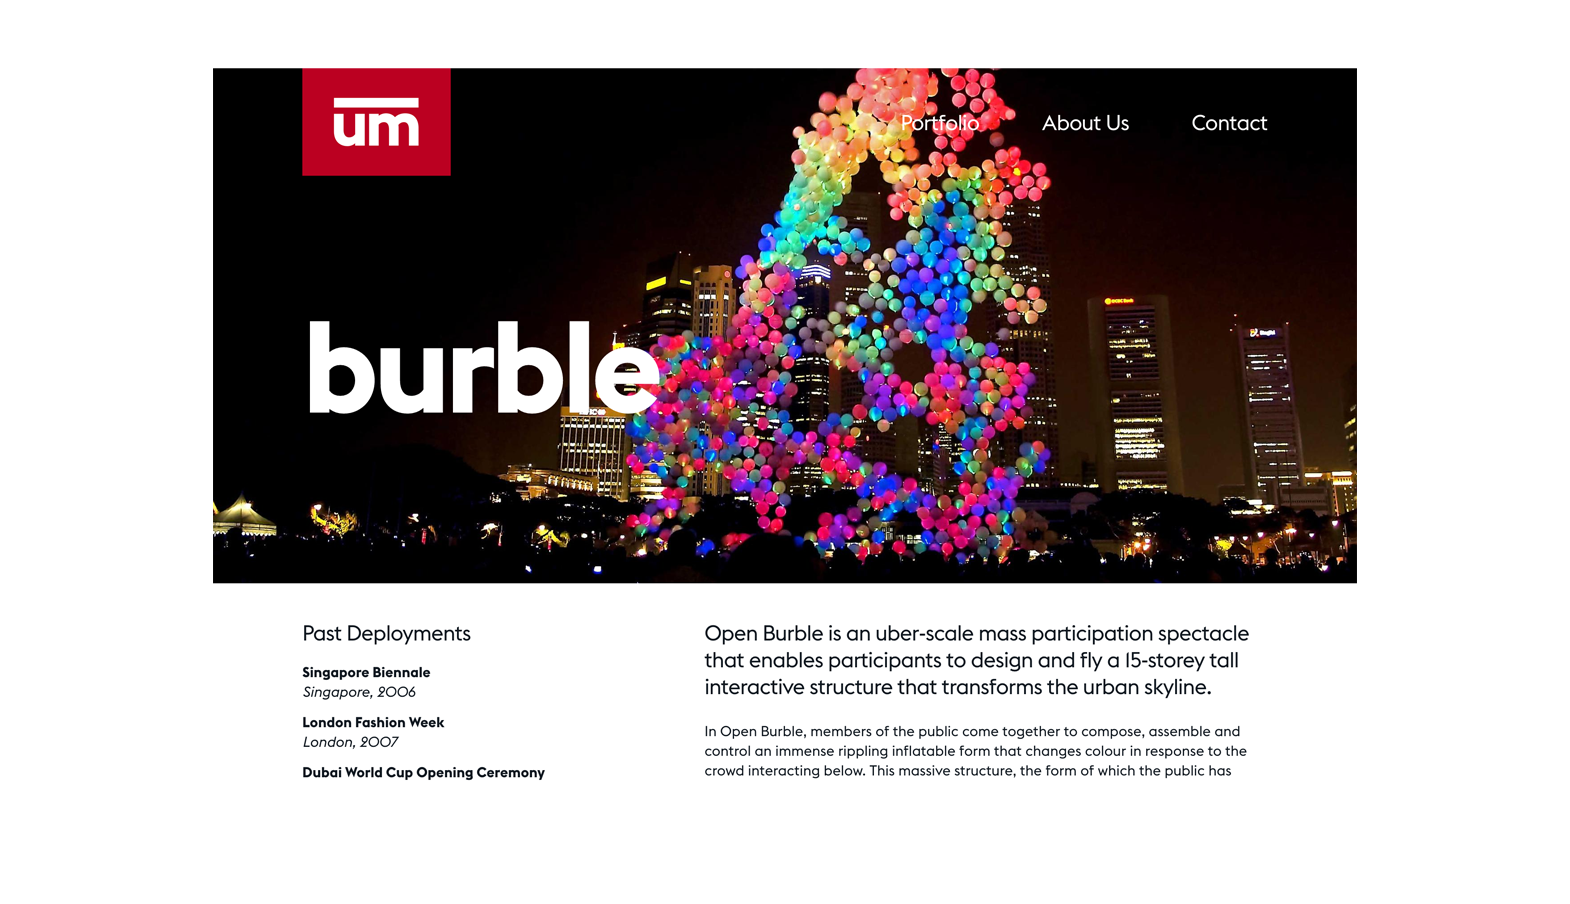 um
Portfolio About Us Contact
OCBC Bank
burble
Past Deployments
Singapore Biennale
Singapore, 2006
London Fashion Week
London, 2007
Dubai World Cup Opening Ceremony
Open Burble is an uber-scale mass participation spectacle
that enables participants to design and fly a 15-storey tall
interactive structure that transforms the urban skyline.
In Open Burble, members of the public come together to compose, assemble and
control an immense rippling inflatable form that changes colour in response to the
crowd interacting below. This massive structure, the form of which the public has